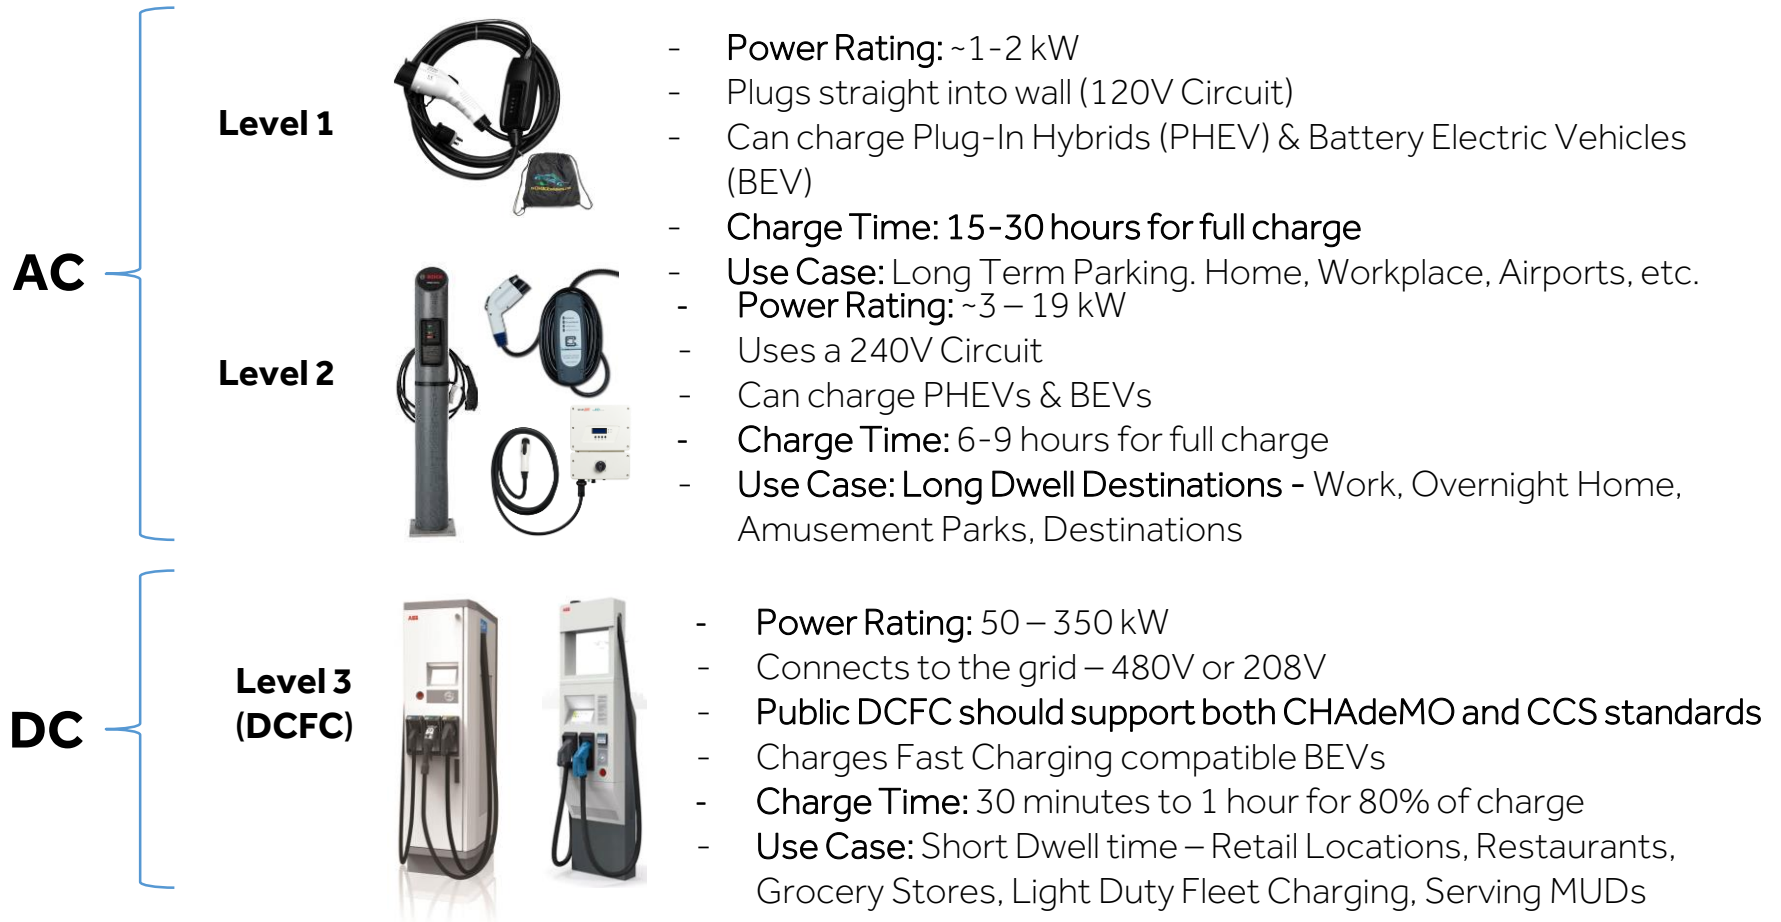 AC
Level 1
- Power Rating: ~1-2 kW
- Plugs straight into wall (120V Circuit)
- Can charge Plug-In Hybrids (PHEV) & Battery Electric Vehicles
(BEV)
- Charge Time: 15-30 hours for full charge
- Use Case: Long Term Parking. Home, Workplace, Airports, etc.
Level 2
- Power Rating: ~3 – 19 kW
- Uses a 240V Circuit
- Can charge PHEVs & BEVs
- Charge Time: 6-9 hours for full charge
- Use Case: Long Dwell Destinations - Work, Overnight Home,
Amusement Parks, Destinations
DC
Level 3
(DCFC)
ABB
ABB
- Power Rating: 50 – 350 kW
- Connects to the grid – 480V or 208V
- Public DCFC should support both CHAdeMO and CCS standards
- Charges Fast Charging compatible BEVs
- Charge Time: 30 minutes to 1 hour for 80% of charge
- Use Case: Short Dwell time – Retail Locations, Restaurants,
Grocery Stores, Light Duty Fleet Charging, Serving MUDs